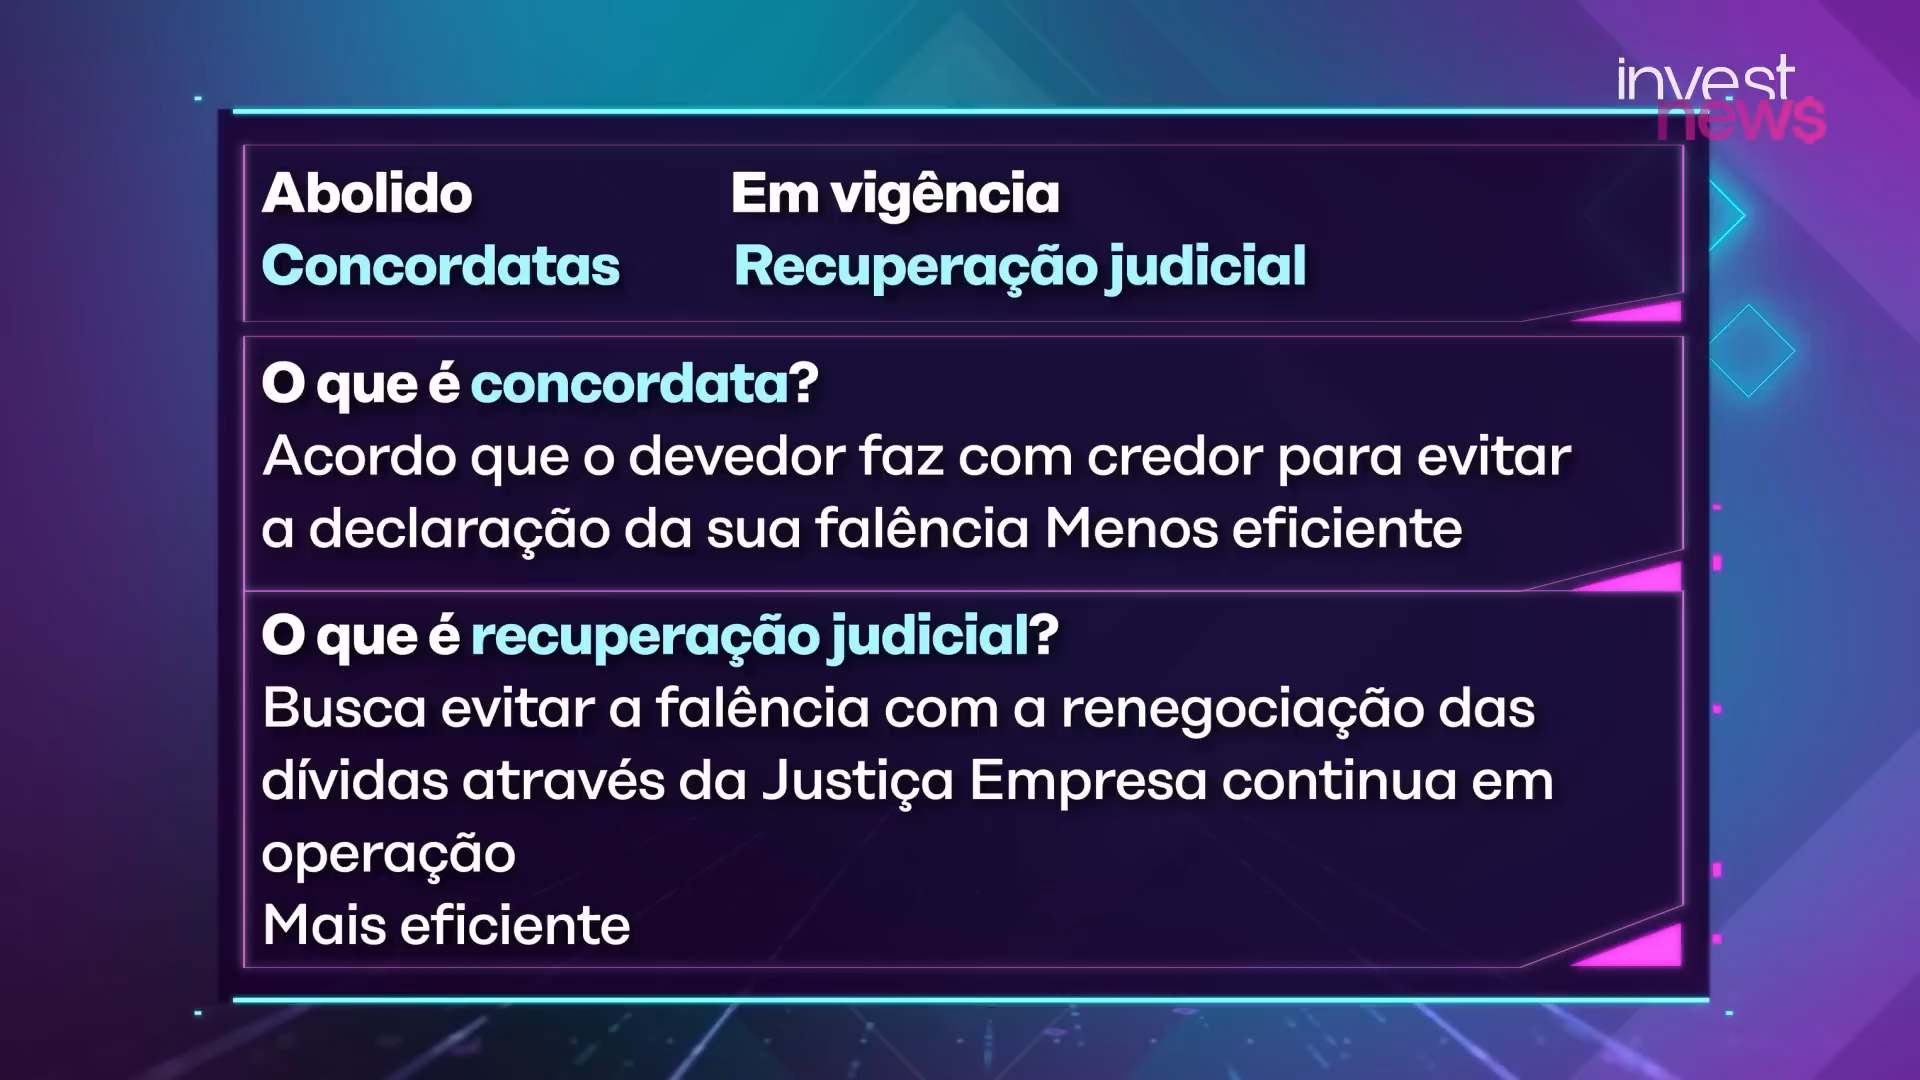 invest
new$
Abolido Em vigência
Concordatas Recuperação judicial
O que é concordata?
Acordo que o devedor faz com credor para evitar
a declaração da sua falência Menos eficiente
O que é recuperação judicial?
Busca evitar a falência com a renegociação das
dívidas através da Justiça Empresa continua em
operação
Mais eficiente